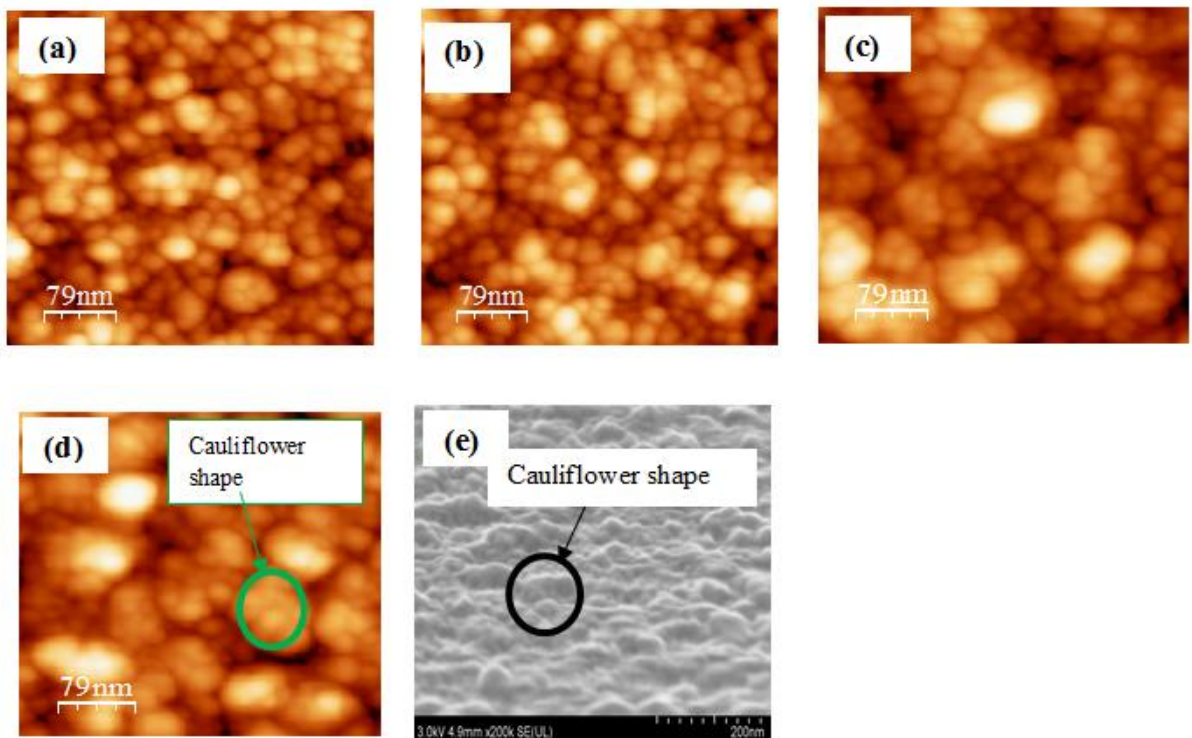 (a)
(b)
(c)
79nm
79nm
79nm
(d)
Cauliflower
shape
(e)
Cauliflower shape
79nm
3.0kV 4.9mm x200k SE(UL)
200nm